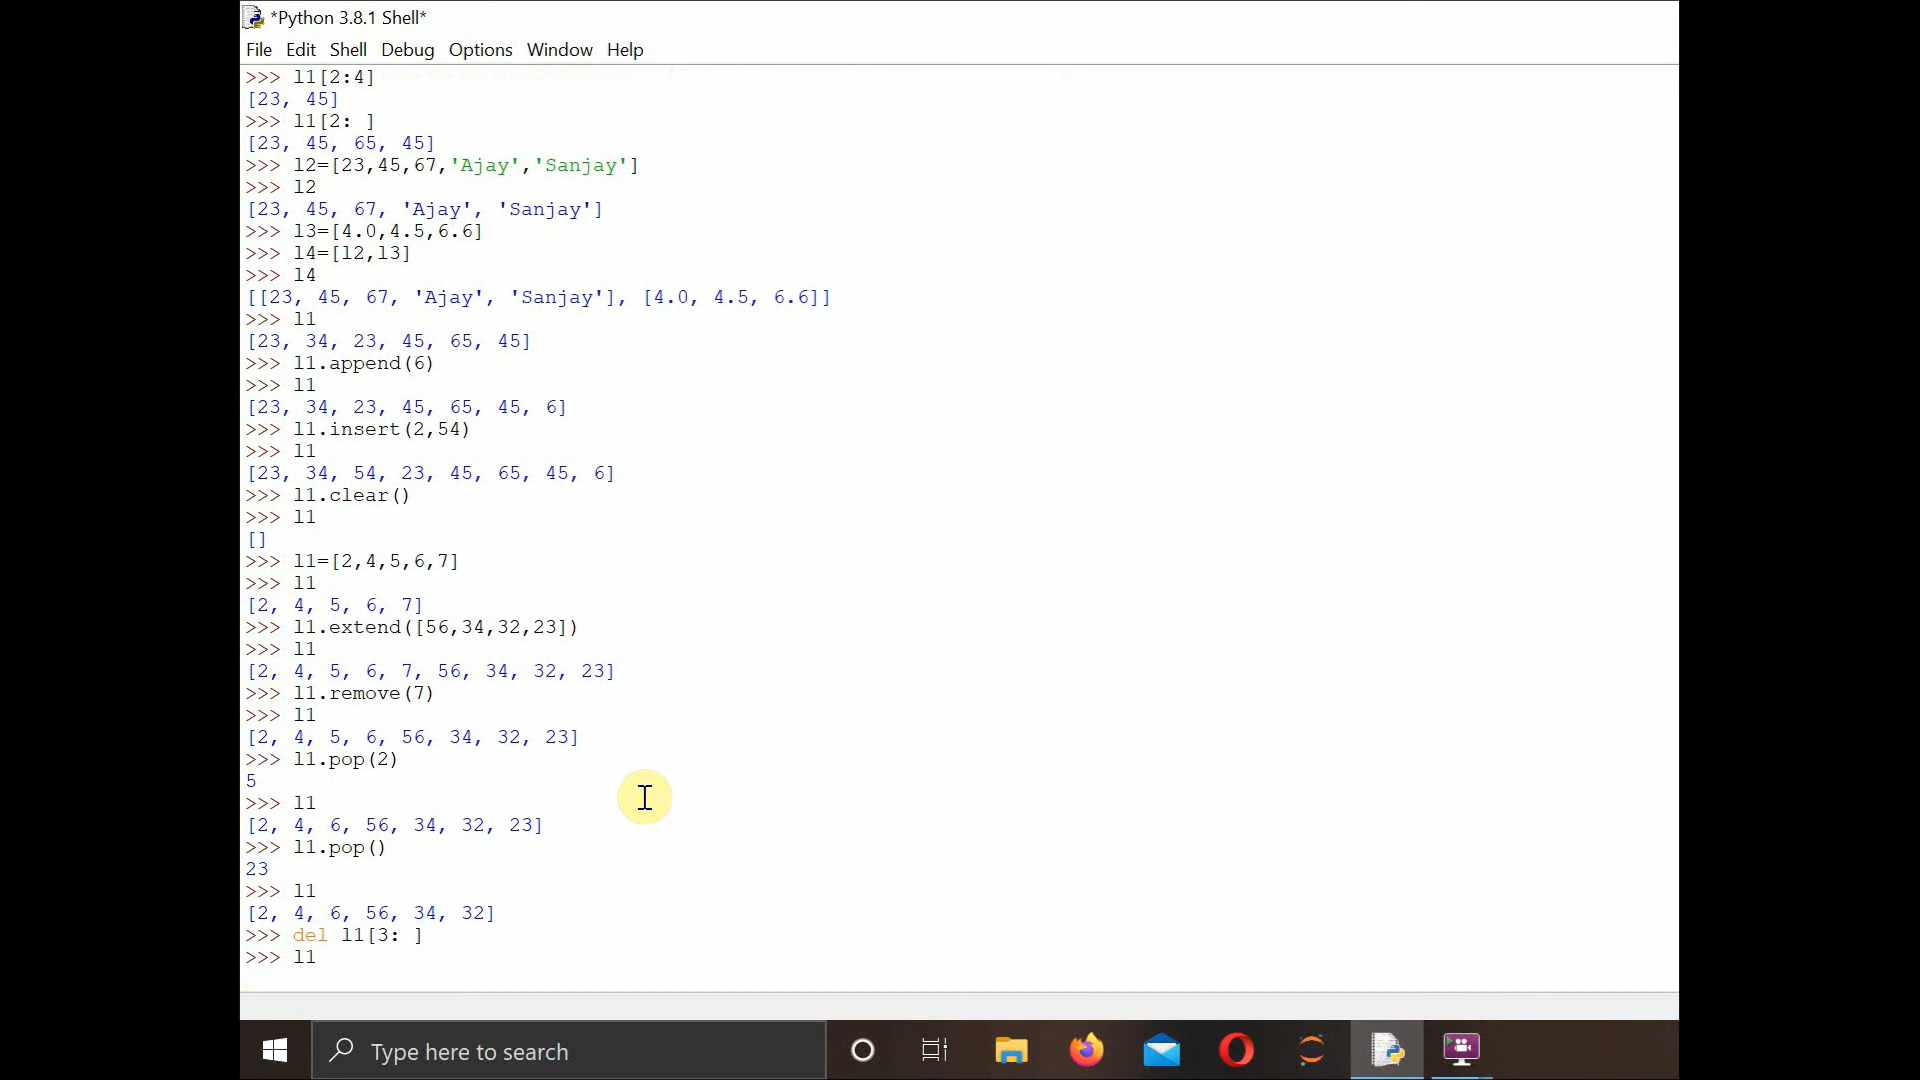 *Python 3.8.1 Shell*
File Edit Shell Debug Options Window Help
>>> l1[2:4]
[23, 45]
>>> l1[2: ]
[23, 45, 65, 45]
>>> l2=[23,45,67,'Ajay','Sanjay']
>>> l2
[23, 45, 67, 'Ajay', 'Sanjay']
>>> l3=[4.0,4.5,6.6]
>>> l4=[l2,l3]
>>> l4
[[23, 45, 67, 'Ajay', 'Sanjay'], [4.0, 4.5, 6.6]]
>>> l1
[23, 34, 23, 45, 65, 45]
>>> l1.append(6)
>>> l1
[23, 34, 23, 45, 65, 45, 6]
>>> l1.insert(2,54)
>>> l1
[23, 34, 54, 23, 45, 65, 45, 6]
>>> l1.clear()
>>> l1
[]
>>> l1=[2,4,5,6,7]
>>> l1
[2, 4, 5, 6, 7]
>>> l1.extend([56,34,32,23])
>>> l1
[2, 4, 5, 6, 7, 56, 34, 32, 23]
>>> l1.remove(7)
>>> l1
[2, 4, 5, 6, 56, 34, 32, 23]
>>> l1.pop(2)
5
>>> l1
[2, 4, 6, 56, 34, 32, 23]
>>> l1.pop()
23
>>> l1
[2, 4, 6, 56, 34, 32]
>>> del l1[3: ]
>>> l1
Type here to search